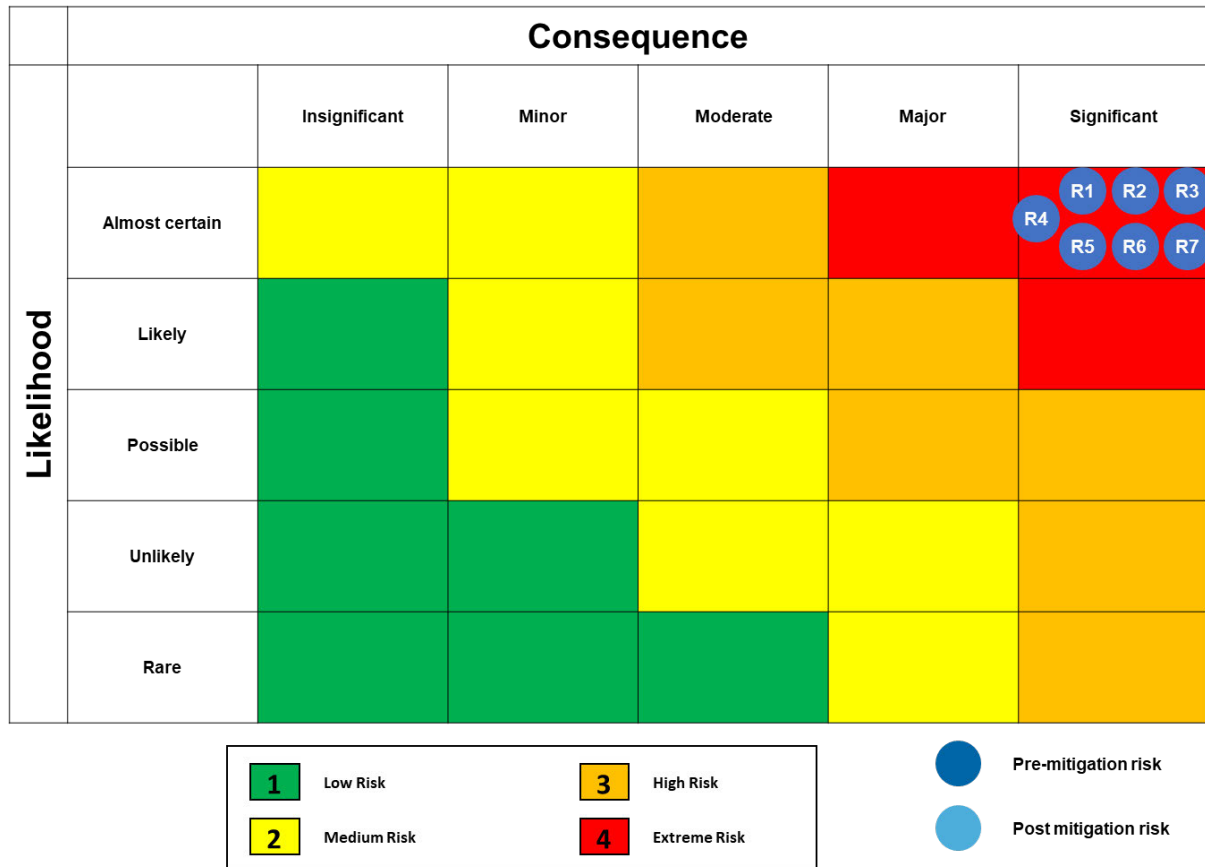 Consequence
Likelihood
Insignificant
Minor
Moderate
Major
Significant
Almost certain
R1
R2
R3
R4
R5
R6
R7
Likely
Possible
Unlikely
Rare
1
Low Risk
3
High Risk
2
Medium Risk
4
Extreme Risk
Pre-mitigation risk
Post mitigation risk